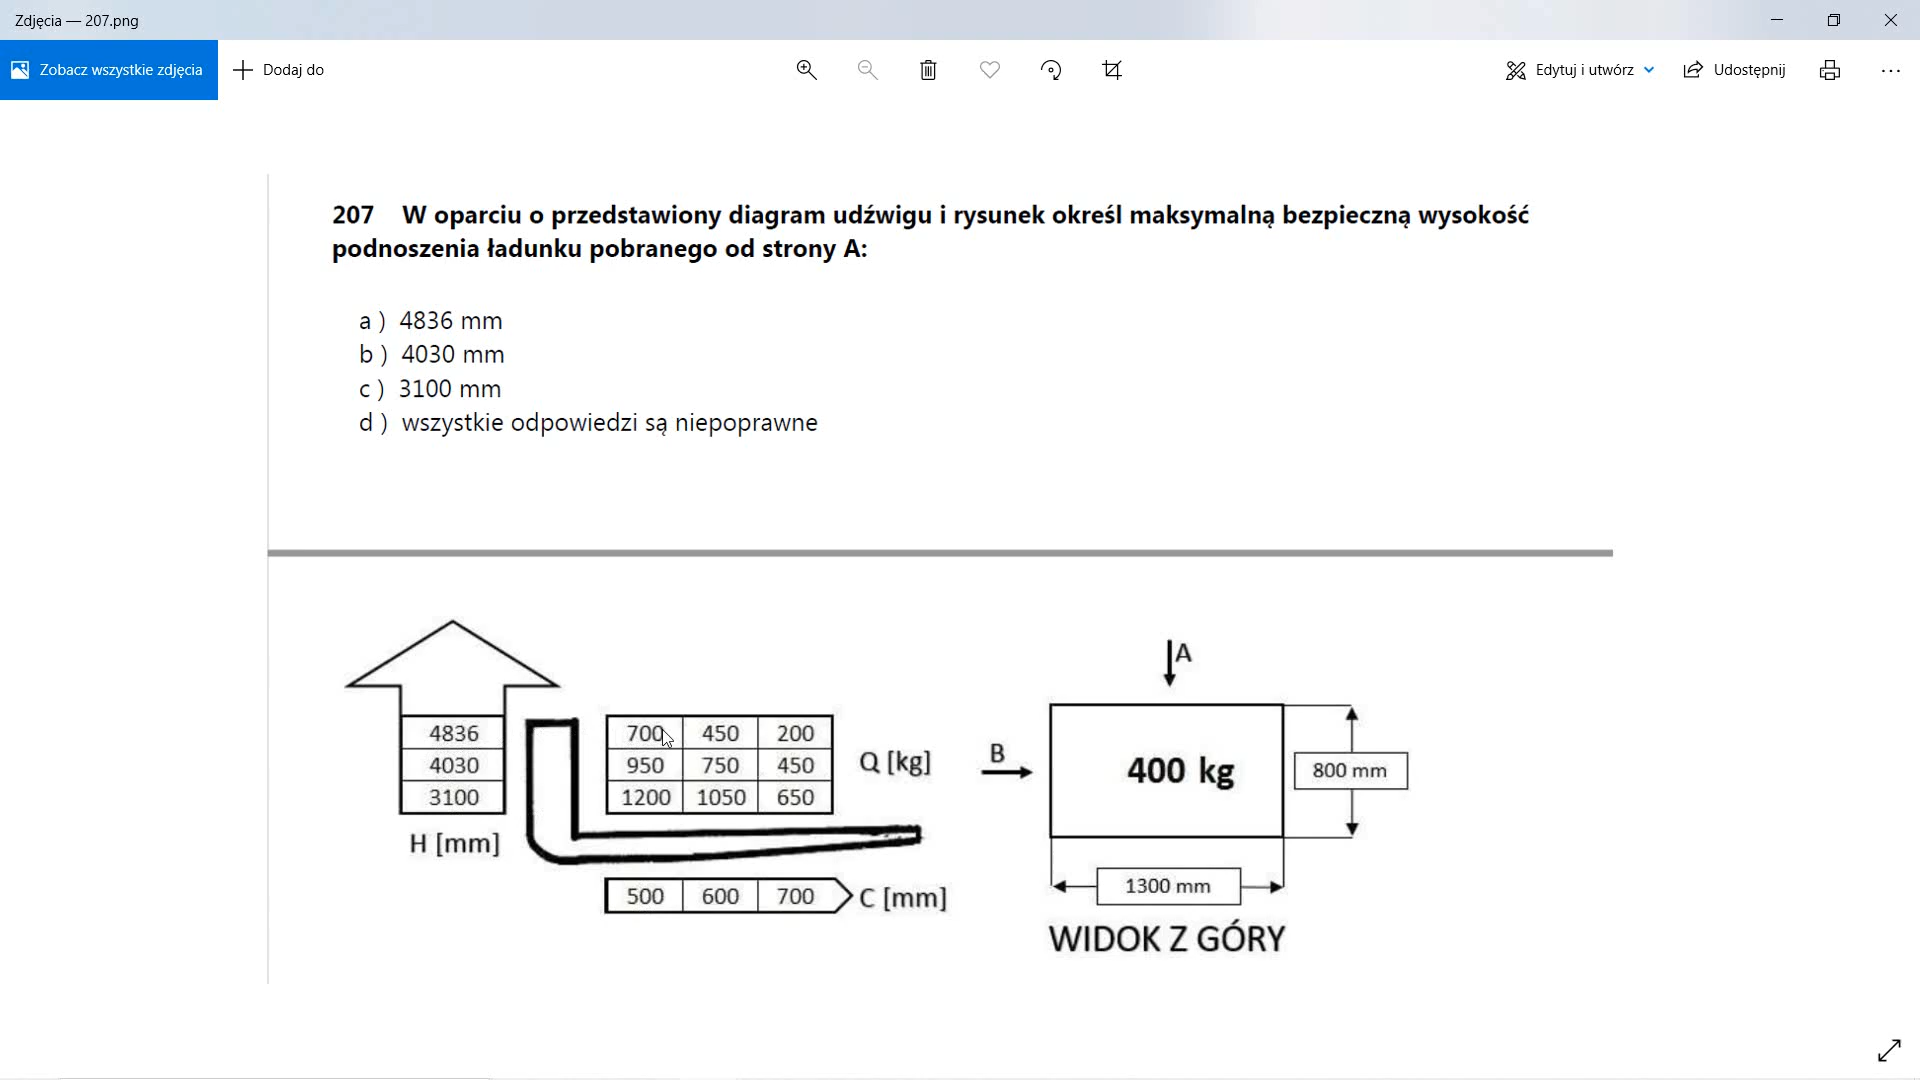 Zdjęcia — 207.png
Zobacz wszystkie zdjęcia
Dodaj do
Edytuj i utwórz
Udostępnij
207 W oparciu o przedstawiony diagram udźwigu i rysunek określ maksymalną bezpieczną wysokość
podnoszenia ładunku pobranego od strony A:
a ) 4836 mm
b ) 4030 mm
c ) 3100 mm
d ) wszystkie odpowiedzi są niepoprawne
4836
4030
3100
H [mm]
700 450 200
950 750 450
1200 1050 650
Q [kg]
500 600 700
C [mm]
A
B
400 kg
800 mm
1300 mm
WIDOK Z GÓRY